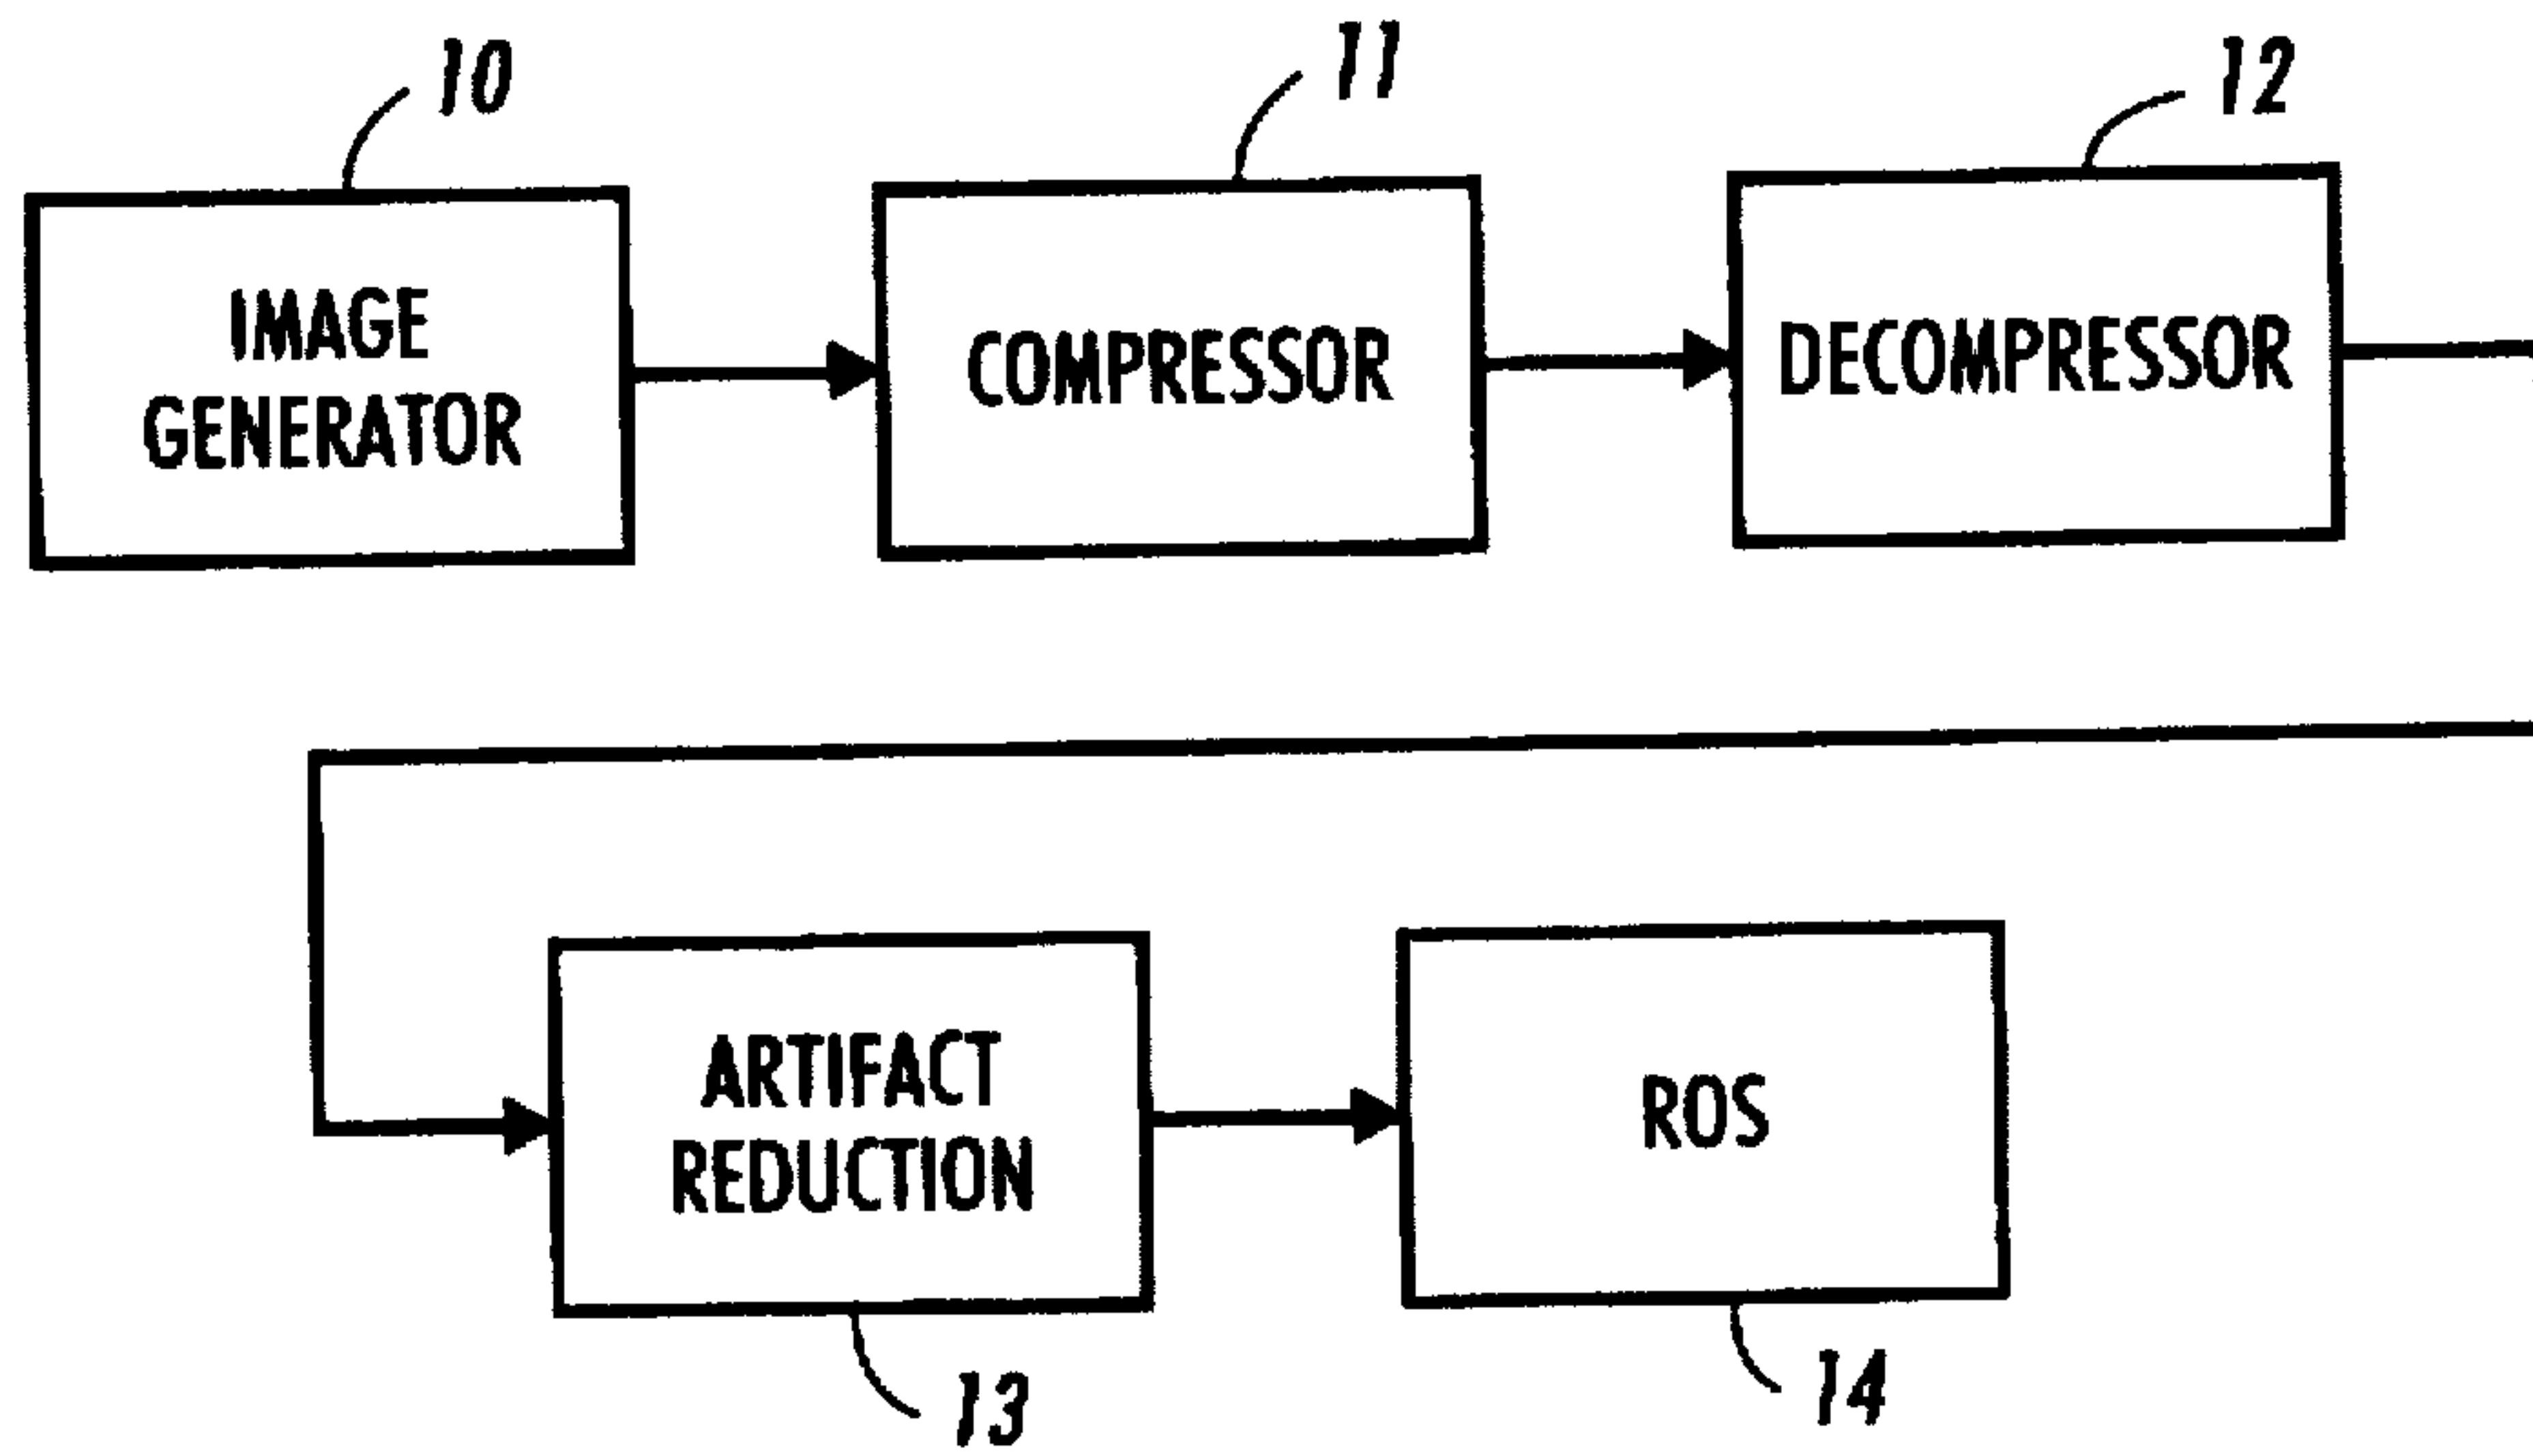 10
11
12
IMAGE
GENERATOR
COMPRESSOR
DECOMPRESSOR
ARTIFACT
REDUCTION
ROS
13
14